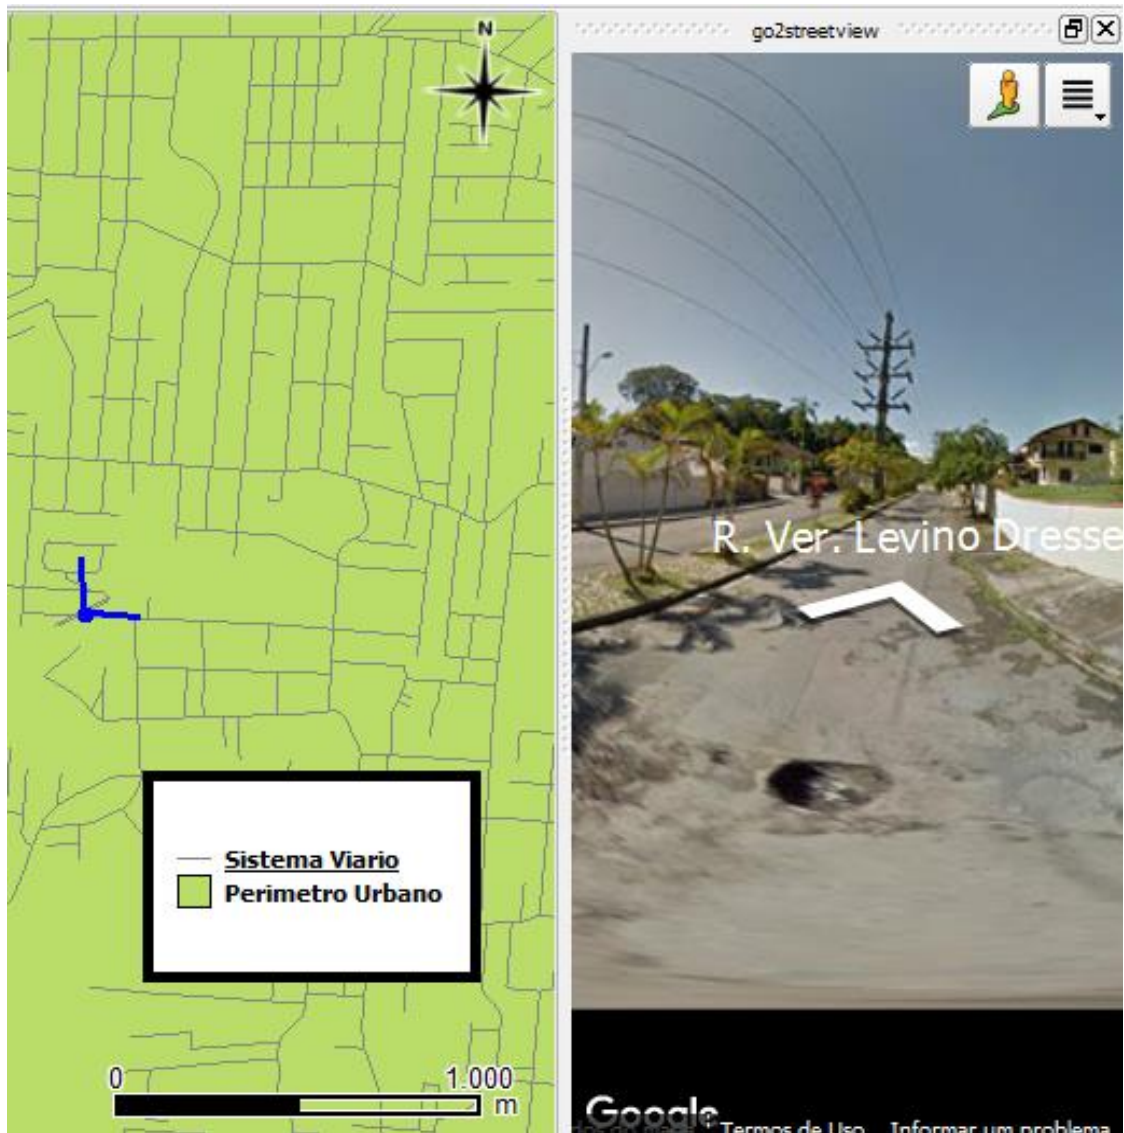 go2streetview
N
R. Ver. Levino Dresse
Sistema Viario
Perimetro Urbano
0 1.000
m
Google
Termos de Uso Informar um problema